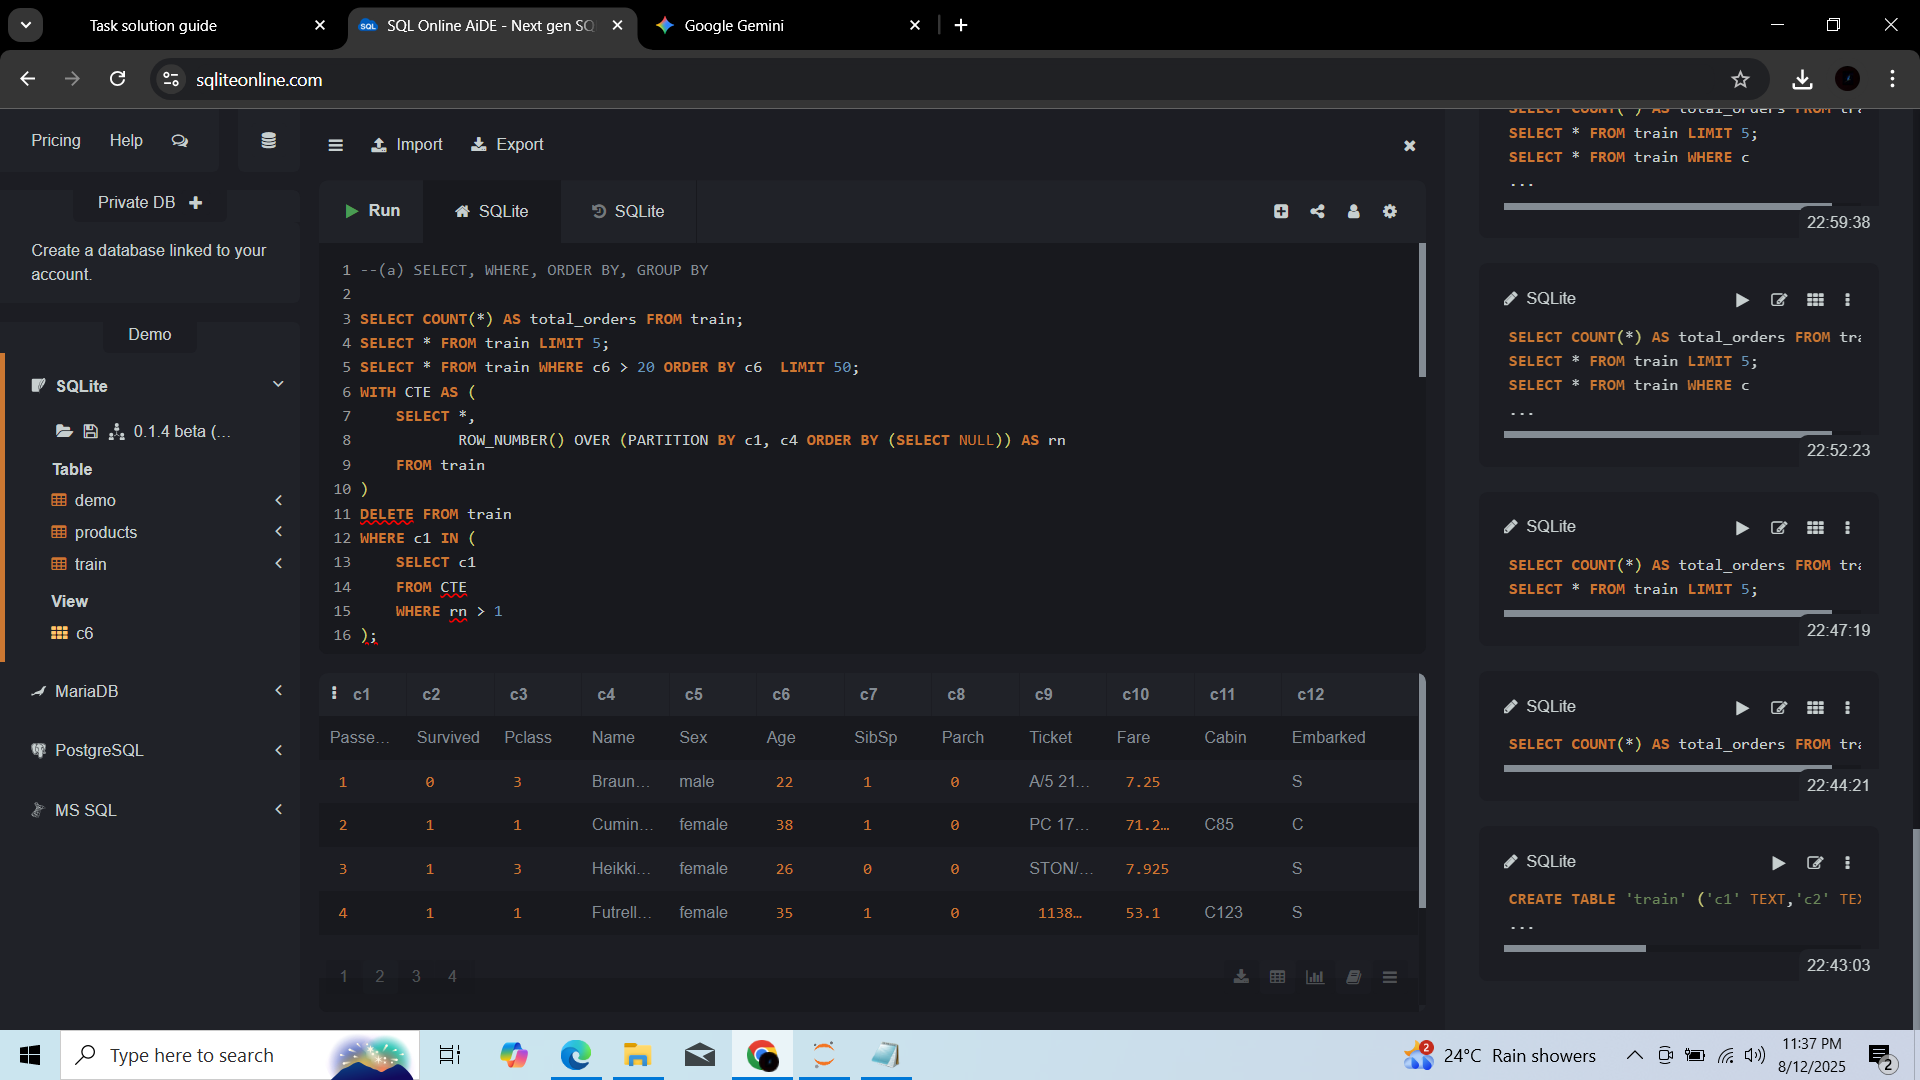 Task solution guide
SQL Online AiDE - Next gen SQ
Google Gemini
sqliteonline.com
Pricing
Help
Private DB
Create a database linked to your
account.
Demo
SQLite
0.1.4 beta (...
Table
demo
products
train
View
c6
MariaDB
PostgreSQL
MS SQL
Import
Export
Run
SQLite
SQLite
1 --(a) SELECT, WHERE, ORDER BY, GROUP BY
2
3 SELECT COUNT(*) AS total_orders FROM train;
4 SELECT * FROM train LIMIT 5;
5 SELECT * FROM train WHERE c6 > 20 ORDER BY c6  LIMIT 50;
6 WITH CTE AS (
7     SELECT *,
8            ROW_NUMBER() OVER (PARTITION BY c1, c4 ORDER BY (SELECT NULL)) AS rn
9     FROM train
10 )
11 DELETE FROM train
12 WHERE c1 IN (
13     SELECT c1
14     FROM CTE
15     WHERE rn > 1
16 );
c1 c2 c3 c4 c5 c6 c7 c8 c9 c10 c11 c12
Passe... Survived Pclass Name Sex Age SibSp Parch Ticket Fare Cabin Embarked
1 0 3 Braun... male 22 1 0 A/5 21... 7.25 S
2 1 1 Cumin... female 38 1 0 PC 17... 71.2... C85 C
3 1 3 Heikki... female 26 0 0 STON/... 7.925 S
4 1 1 Futrell... female 35 1 0 1138... 53.1 C123 S
1 2 3 4
SELECT COUNT(*) AS total_orders FROM tra
SELECT * FROM train LIMIT 5;
SELECT * FROM train WHERE c
...
22:59:38
SQLite
SELECT COUNT(*) AS total_orders FROM tra
SELECT * FROM train LIMIT 5;
SELECT * FROM train WHERE c
...
22:52:23
SQLite
SELECT COUNT(*) AS total_orders FROM tra
SELECT * FROM train LIMIT 5;
22:47:19
SQLite
SELECT COUNT(*) AS total_orders FROM tra
22:44:21
SQLite
CREATE TABLE 'train' ('c1' TEXT,'c2' TEX
...
22:43:03
Type here to search
2
24°C Rain showers
11:37 PM
8/12/2025
2